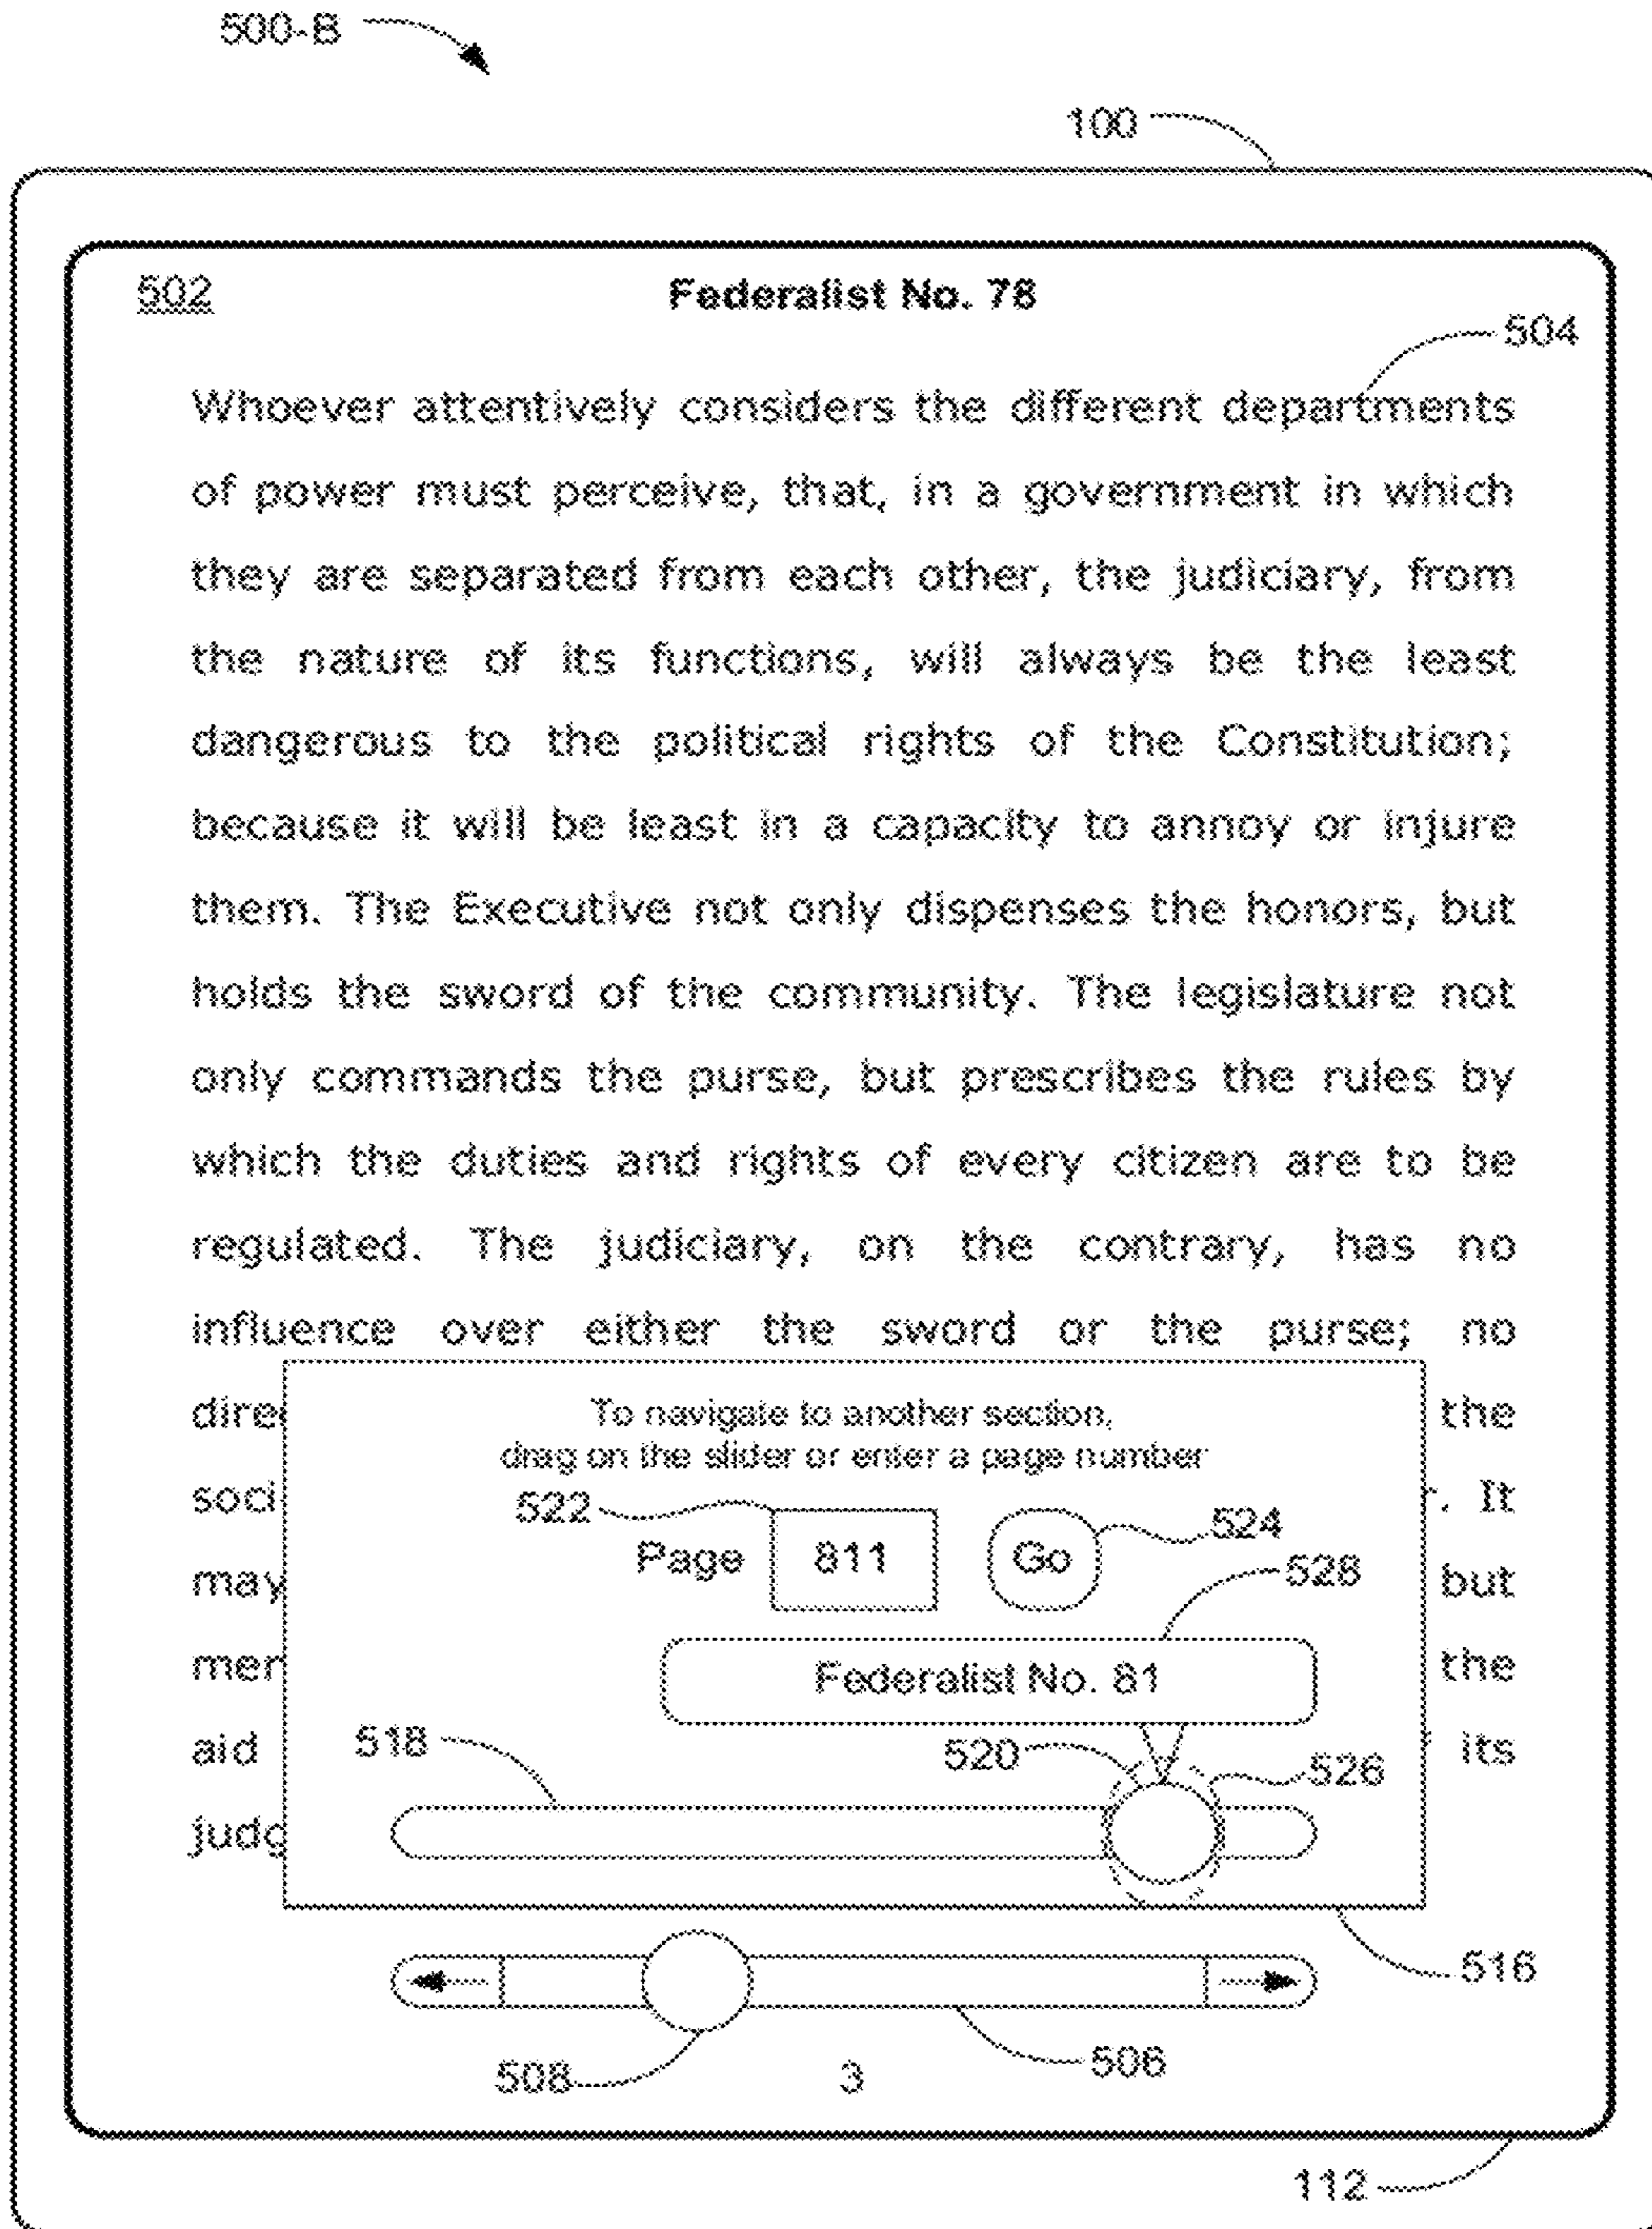 500-B
100
502
Federalist No. 78
504
Whoever attentively considers the different departments
of power must perceive, that, in a government in which
they are separated from each other, the judiciary, from
the nature of its functions, will always be the least
dangerous to the political rights of the Constitution;
because it will be least in a capacity to annoy or injure
them. The Executive not only dispenses the honors, but
holds the sword of the community. The legislature not
only commands the purse, but prescribes the rules by
which the duties and rights of every citizen are to be
regulated. The judiciary, on the contrary, has no
influence over either the sword or the purse; no
dire the
To navigate to another section,
drag on the slider or enter a page number
soci . It
522
524
Page 811 Go
528
may but
mer the
Federalist No. 81
518
520
526
aid its
judg
516
508
3
506
112